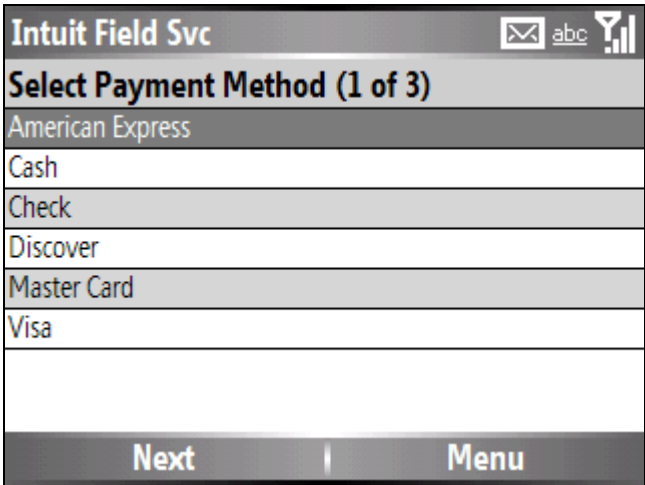 Intuit Field Svc abc
Select Payment Method (1 of 3)
American Express
Cash
Check
Discover
Master Card
Visa
Next Menu